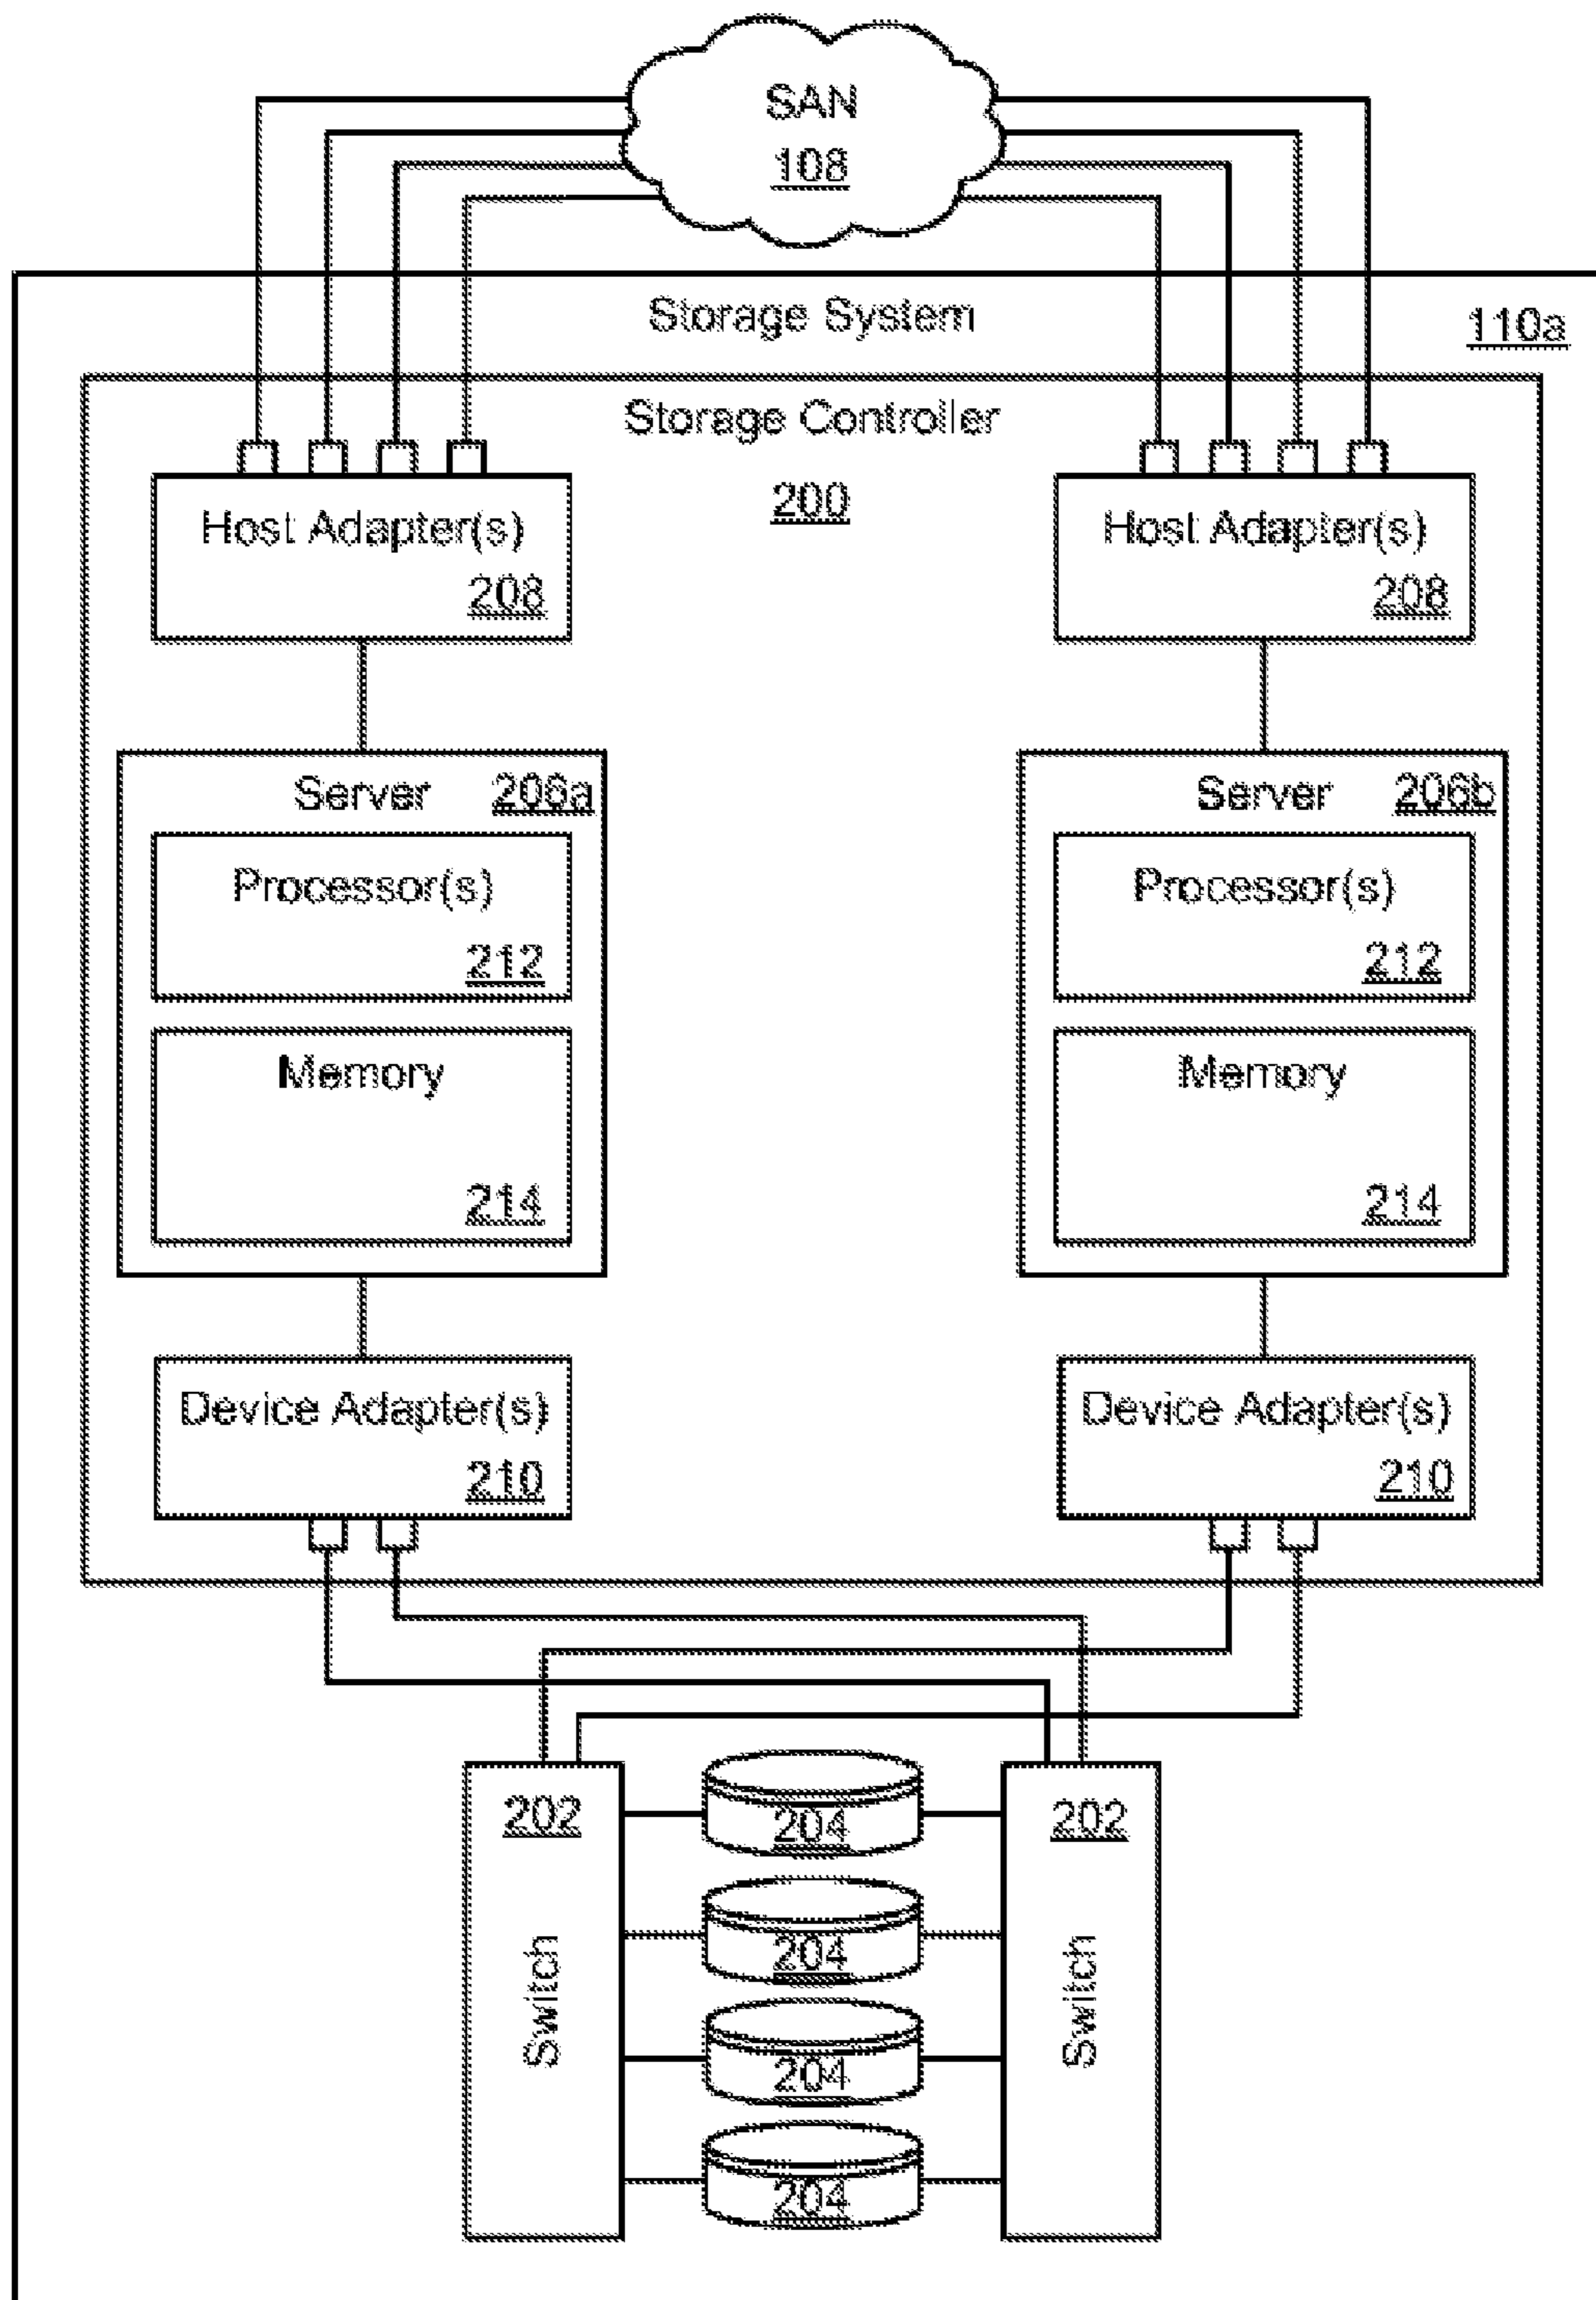 SAN
108
Storage System
110a
Storage Controller
200
Host Adapter(s)
208
Host Adapter(s)
208
Server 206a
Processor(s)
212
Memory
214
Server 206b
Processor(s)
212
Memory
214
Device Adapter(s)
210
Device Adapter(s)
210
202
Switch
204
204
204
204
202
Switch